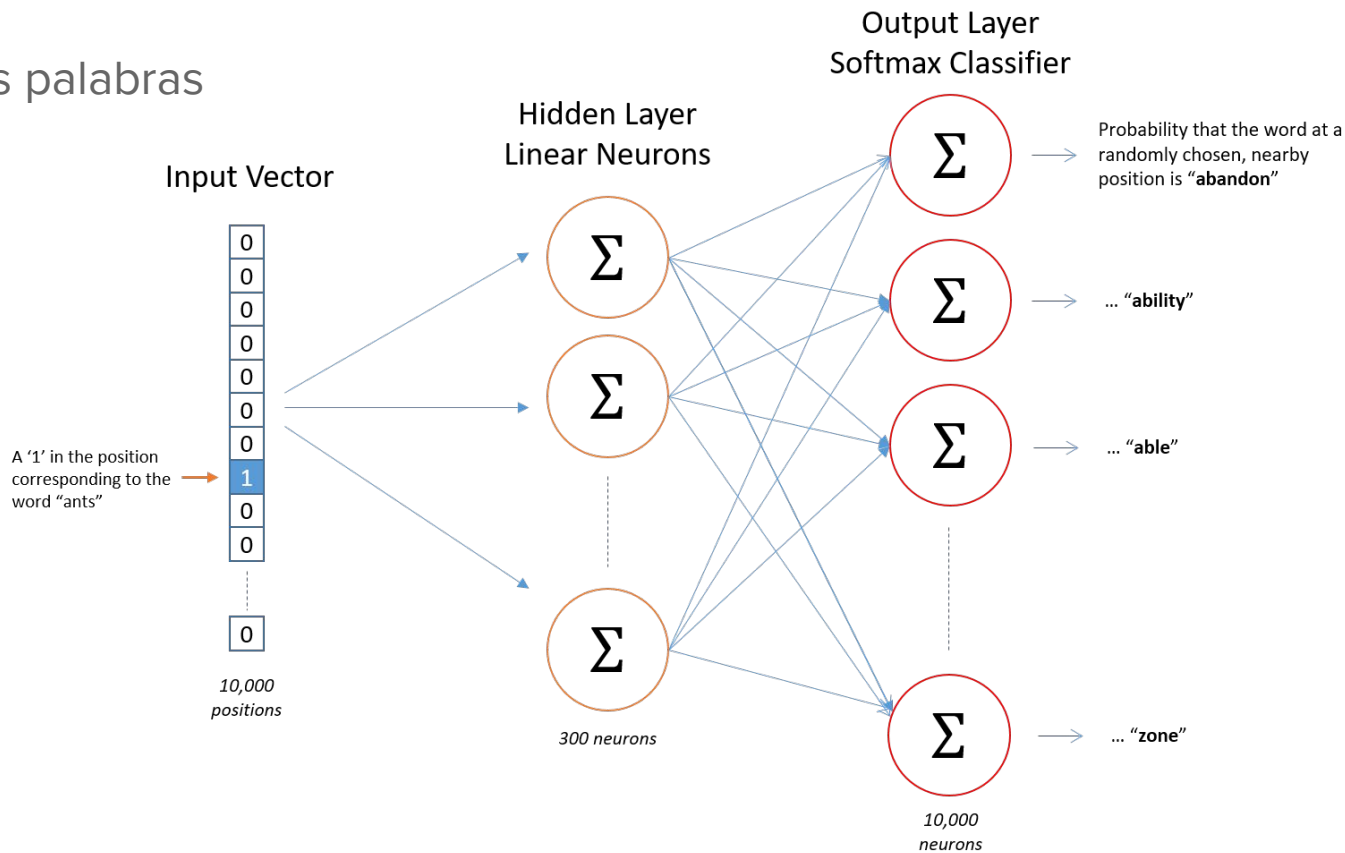 s palabras
Output Layer
Softmax Classifier
Hidden Layer
Linear Neurons
Input Vector
0
0
0
0
0
0
0
1
0
0
0
A ‘1’ in the position
corresponding to the
word “ants”
10,000
positions
Σ
Σ
Σ
300 neurons
Σ
Σ
Σ
Σ
10,000
neurons
Probability that the word at a
randomly chosen, nearby
position is “abandon”
... “ability”
... “able”
... “zone”